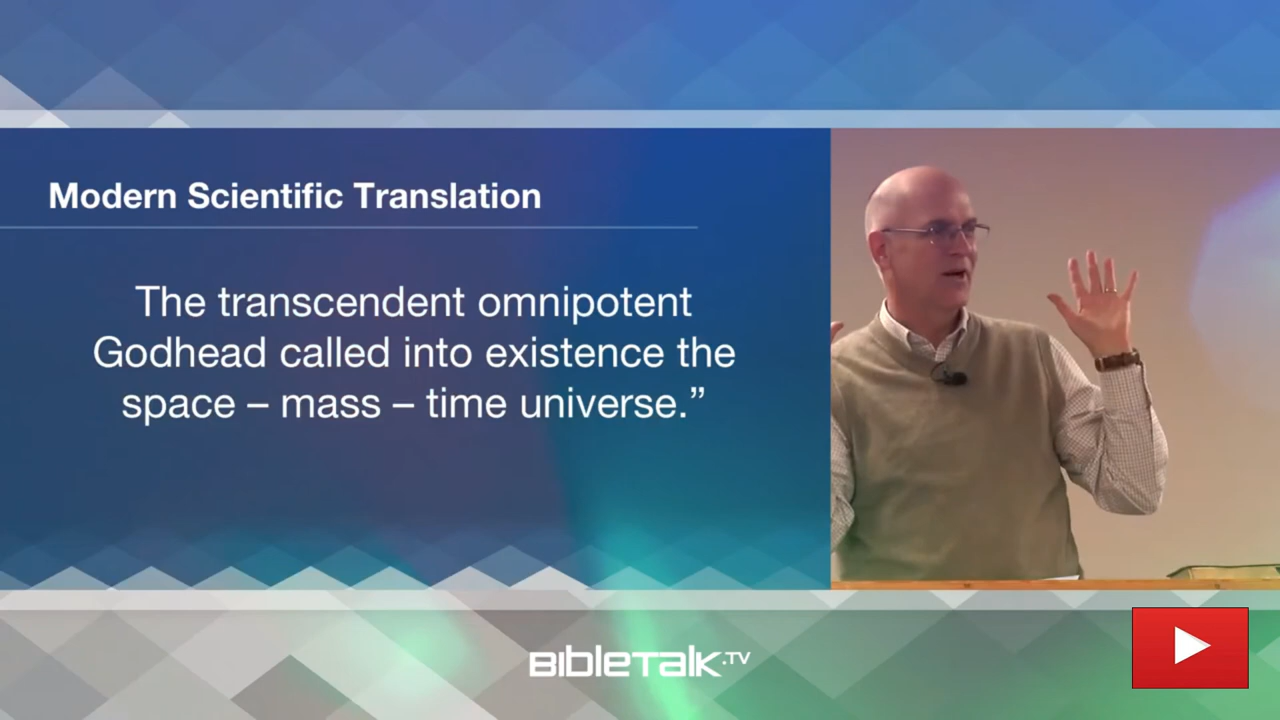 Modern Scientific Translation
The transcendent omnipotent
Godhead called into existence the
space – mass – time universe.”
BIBLETALK.TV